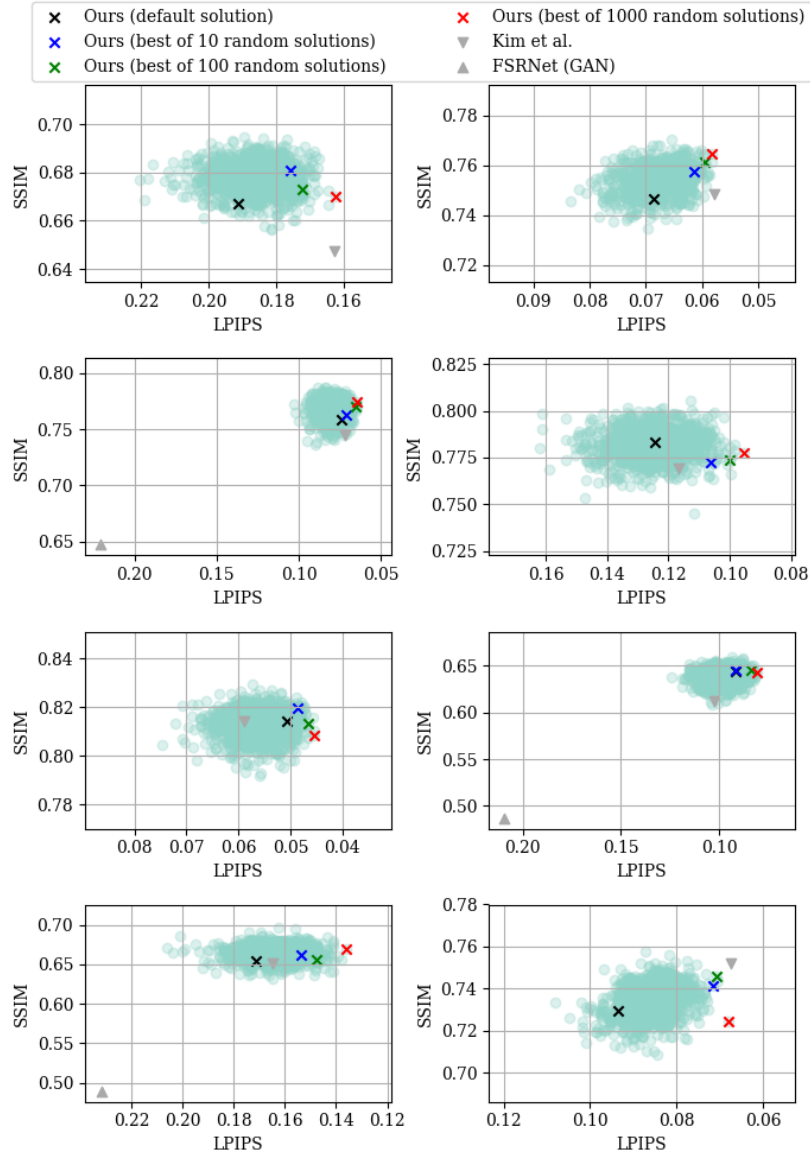 Ours (default solution)
Ours (best of 10 random solutions)
Ours (best of 100 random solutions)
Ours (best of 1000 random solutions)
Kim et al.
FSRNet (GAN)
0.70
0.68
0.66
0.64
SSIM
0.22 0.20 0.18 0.16
LPIPS
0.78
0.76
0.74
0.72
SSIM
0.09 0.08 0.07 0.06 0.05
LPIPS
0.80
0.75
0.70
0.65
SSIM
0.20 0.15 0.10 0.05
LPIPS
0.825
0.800
0.775
0.750
0.725
SSIM
0.16 0.14 0.12 0.10 0.08
LPIPS
0.84
0.82
0.80
0.78
SSIM
0.08 0.07 0.06 0.05 0.04
LPIPS
0.65
0.60
0.55
0.50
SSIM
0.20 0.15 0.10
LPIPS
0.70
0.65
0.60
0.55
0.50
SSIM
0.22 0.20 0.18 0.16 0.14 0.12
LPIPS
0.78
0.76
0.74
0.72
0.70
SSIM
0.12 0.10 0.08 0.06
LPIPS